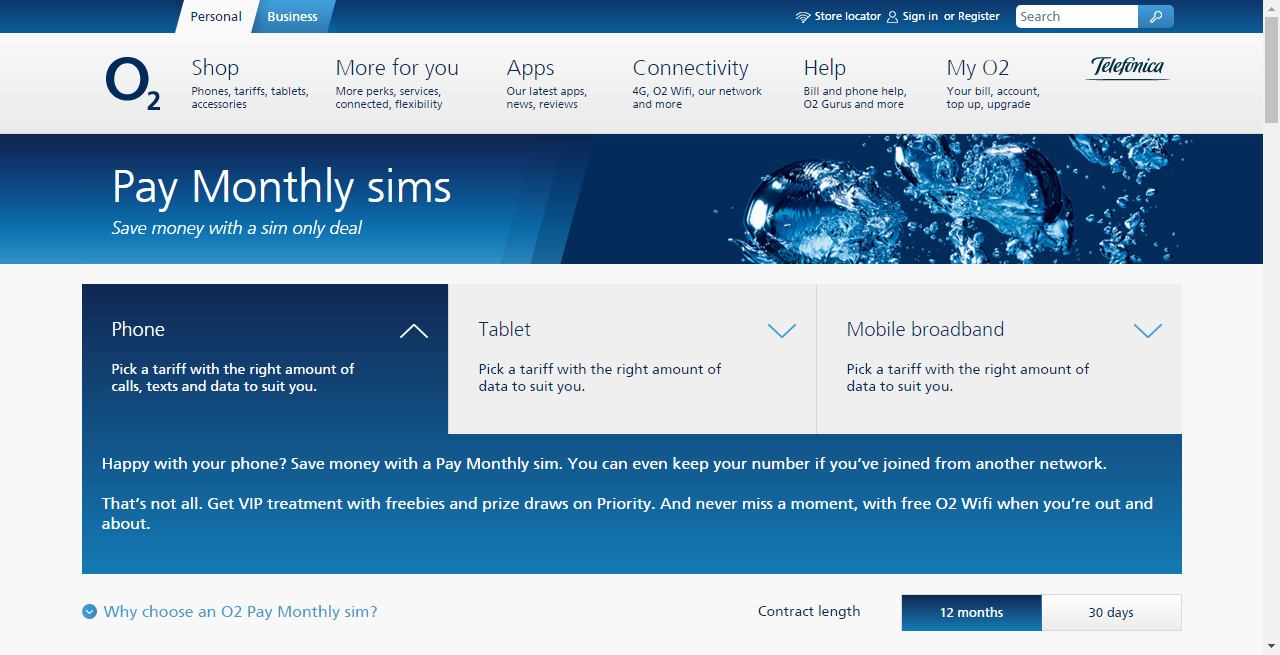 Personal Business
Store locator Sign in or Register Search
O2
Shop More for you Apps Connectivity Help My O2 Telefónica
Phones, tariffs, tablets, More perks, services, Our latest apps, 4G, O2 Wifi, our network Bill and phone help, Your bill, account,
accessories connected, flexibility news, reviews and more O2 Gurus and more top up, upgrade
Pay Monthly sims
Save money with a sim only deal
Phone Tablet Mobile broadband
Pick a tariff with the right amount of Pick a tariff with the right amount of Pick a tariff with the right amount of
calls, texts and data to suit you. data to suit you. data to suit you.
Happy with your phone? Save money with a Pay Monthly sim. You can even keep your number if you've joined from another network.
That's not all. Get VIP treatment with freebies and prize draws on Priority. And never miss a moment, with free O2 Wifi when you're out and
about.
Why choose an O2 Pay Monthly sim? Contract length 12 months 30 days